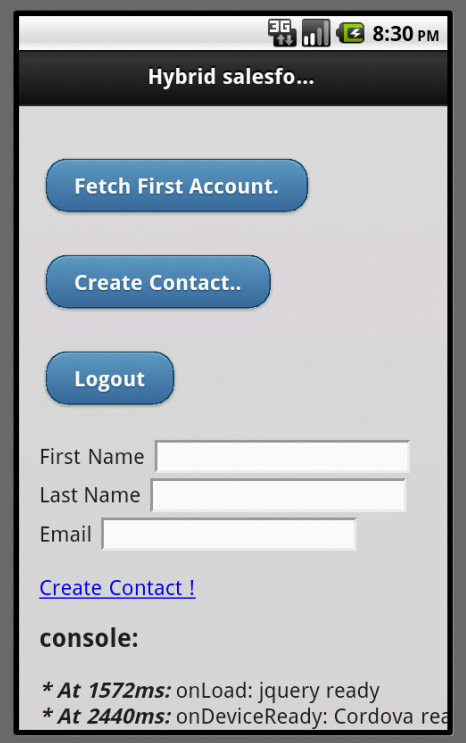 3G 8:30 PM
Hybrid salesfo...
Fetch First Account.
Create Contact..
Logout
First Name
Last Name
Email
Create Contact !
console:
* At 1572ms: onLoad: jquery ready
* At 2440ms: onDeviceReady: Cordova rea